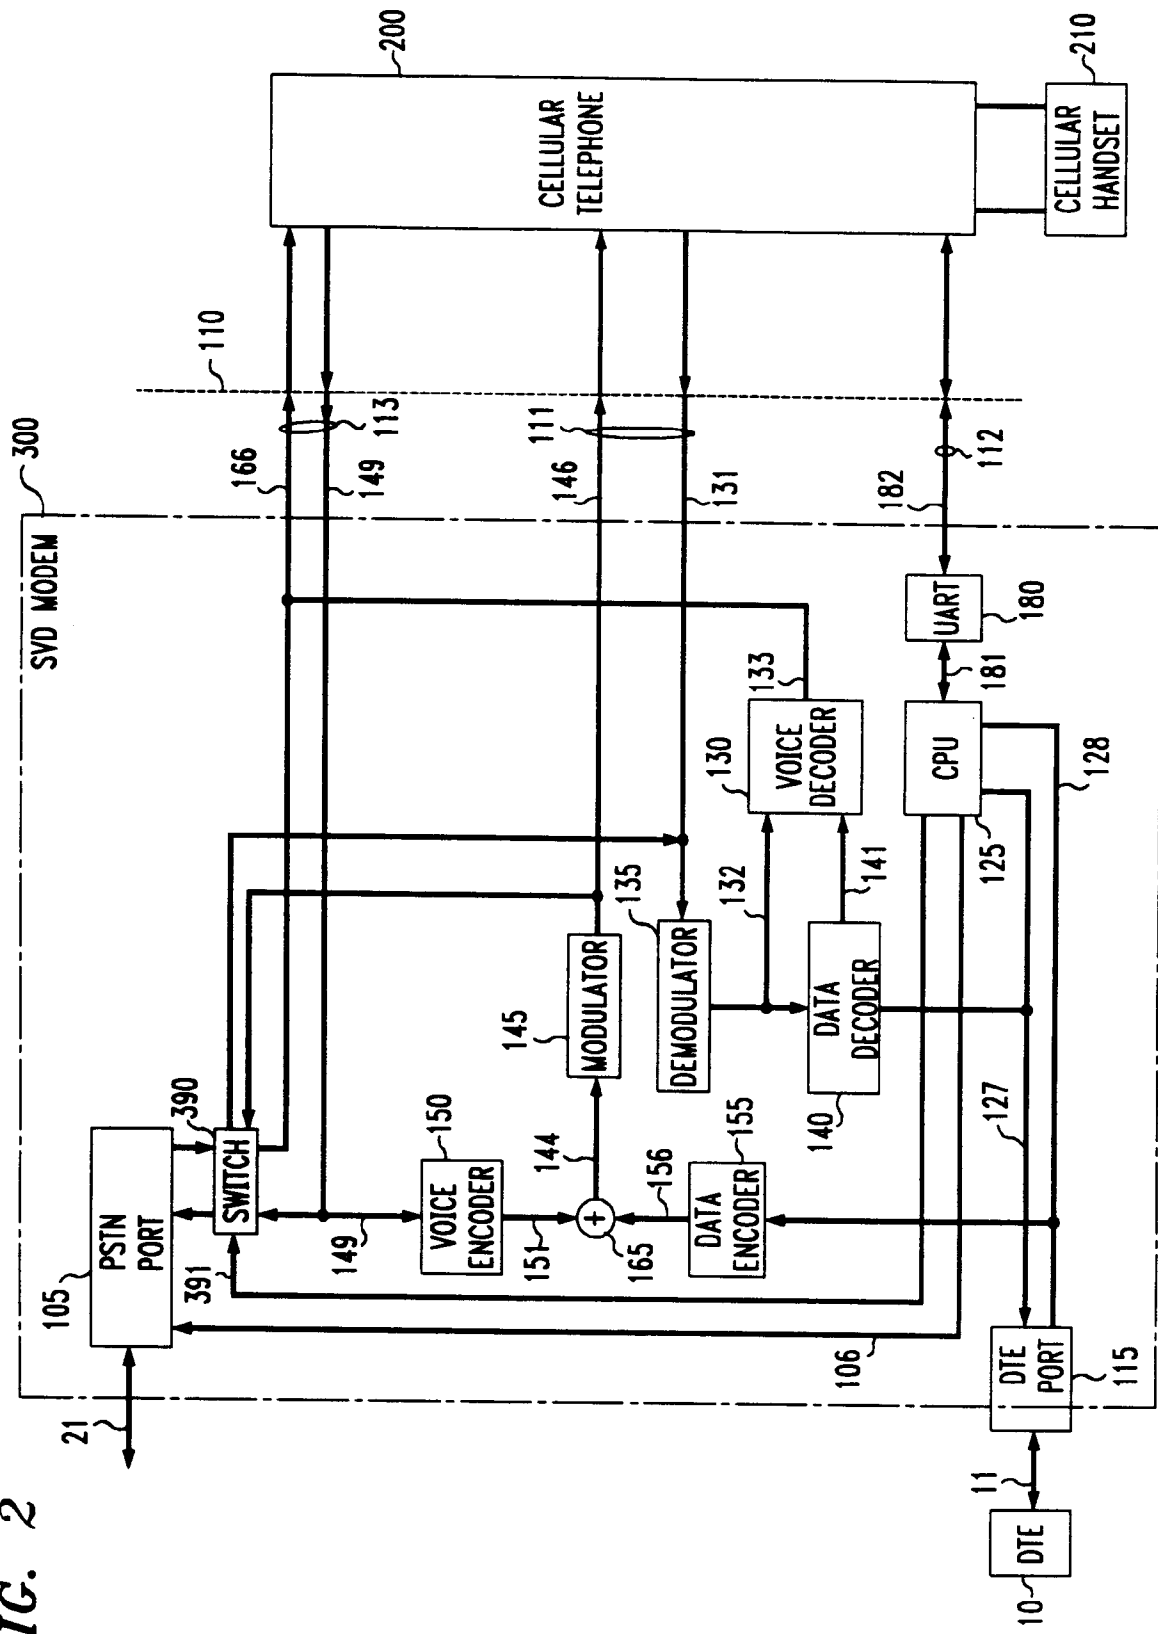 IG. 2
300
SVD MODEM
21
105
PSTN
PORT
390
SWITCH
391
166
149
113
110
200
CELLULAR
TELEPHONE
149
150
VOICE
ENCODER
151
144
165
+
145
MODULATOR
146
111
131
135
DEMODULATOR
156
155
DATA
ENCODER
132
130
VOICE
DECODER
133
141
140
DATA
DECODER
106
127
125
CPU
181
UART
180
182
112
128
10
DTE
11
DTE
PORT
115
CELLULAR
HANDSET
210